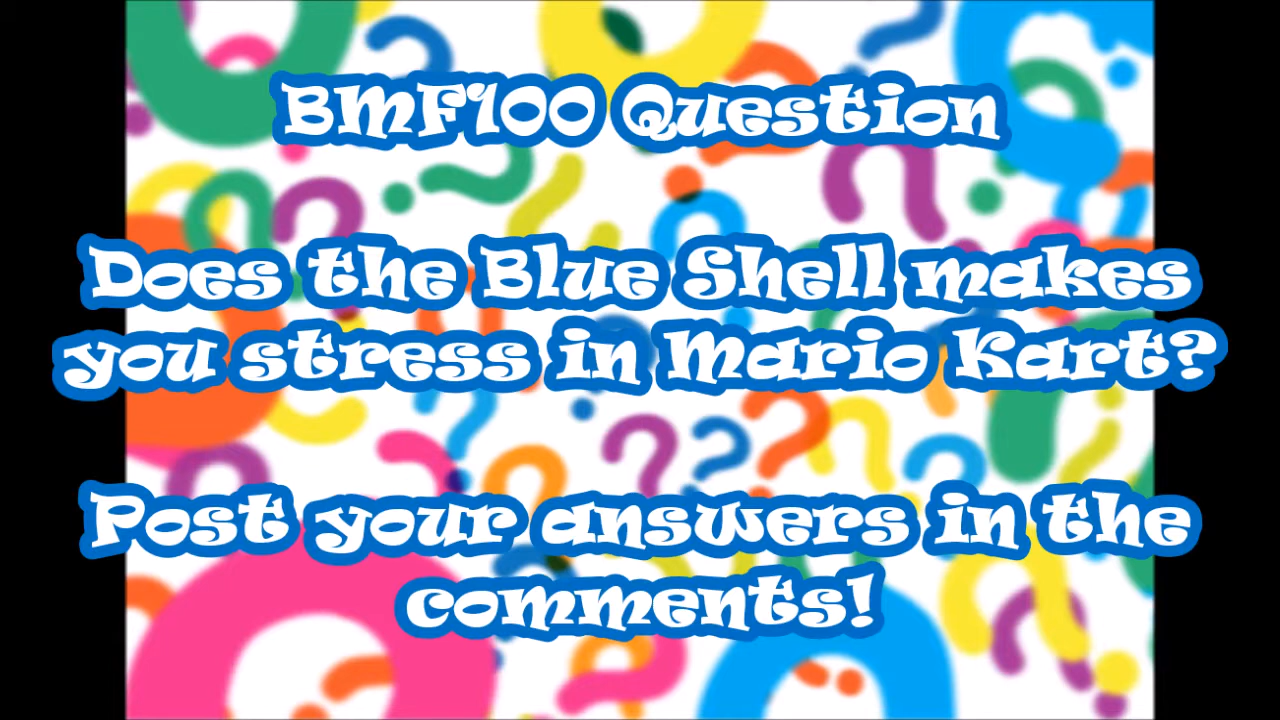 BMF100 Question
Does the Blue Shell makes
you stress in Mario Kart?
Post your answers in the
comments!